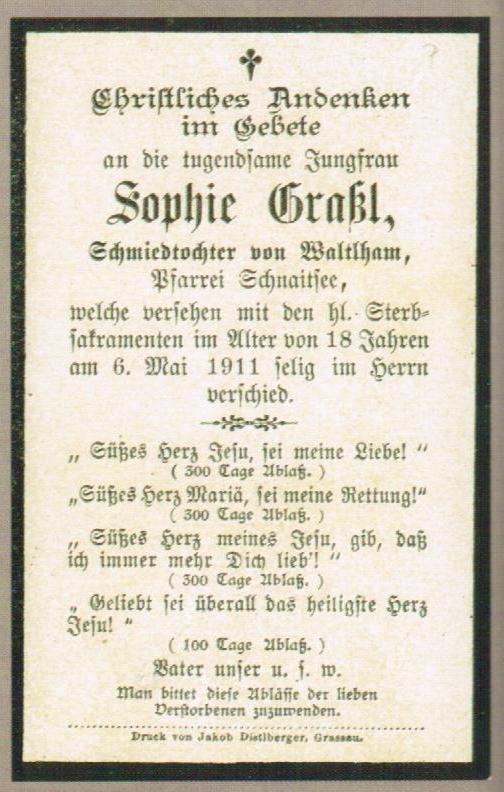 Christliches Andenken
im Gebete
an die tugendsame Jungfrau
Sophie Graßl,
Schmiedtochter von Waltlham,
Pfarrei Schnaitsee,
welche versehen mit den hl. Sterb-
sakramenten im Alter von 18 Jahren
am 6. Mai 1911 selig im Herrn
verschied.
„ Süßes Herz Jesu, sei meine Liebe! “
( 300 Tage Ablaß. )
„Süßes Herz Mariä, sei meine Rettung!“
( 300 Tage Ablaß. )
„ Süßes Herz meines Jesu, gib, daß
ich immer mehr Dich lieb'! “
( 300 Tage Ablaß. )
„ Geliebt sei überall das heiligste Herz
Jesu! “
( 100 Tage Ablaß. )
Vater unser u. s. w.
Man bittet diese Ablässe der lieben
Verstorbenen zuzuwenden.
Druck von Jakob Distlberger, Grassau.